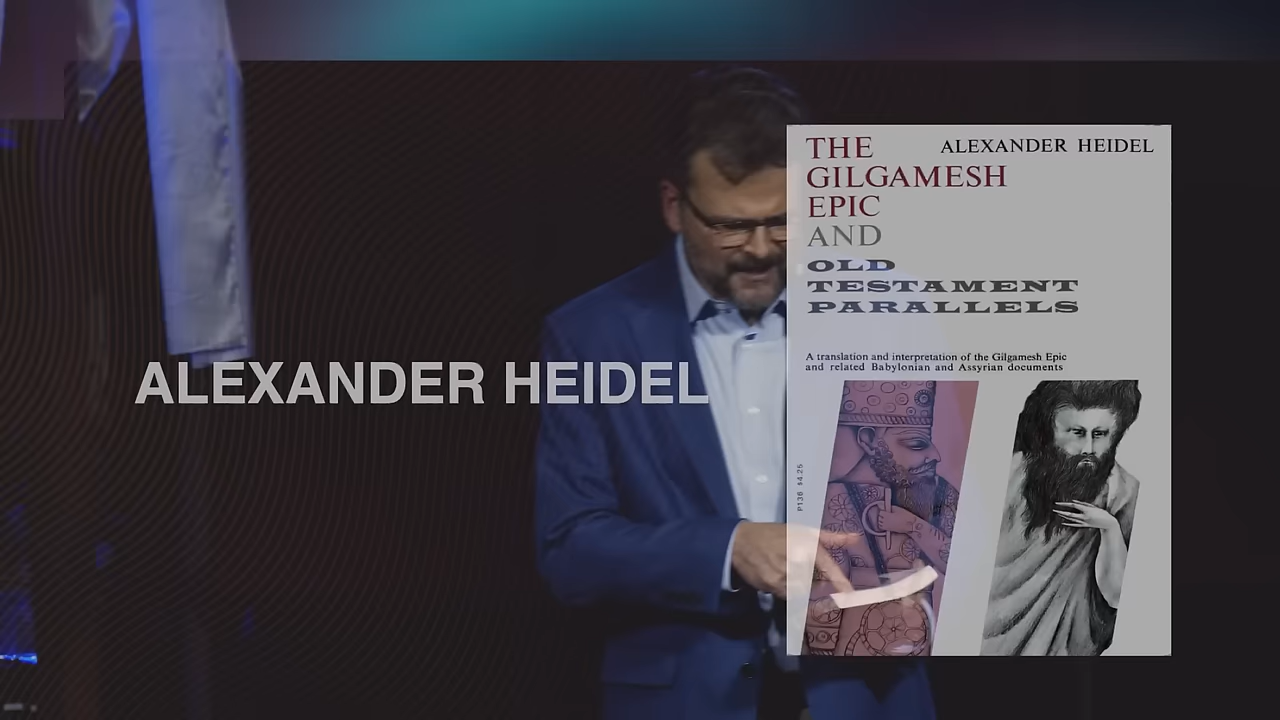 ALEXANDER HEIDEL
THE
ALEXANDER HEIDEL
GILGAMESH
EPIC
AND
OLD
TESTAMENT
PARALLELS
A translation and interpretation of the Gilgamesh Epic
and related Babylonian and Assyrian documents
P136 $4.25